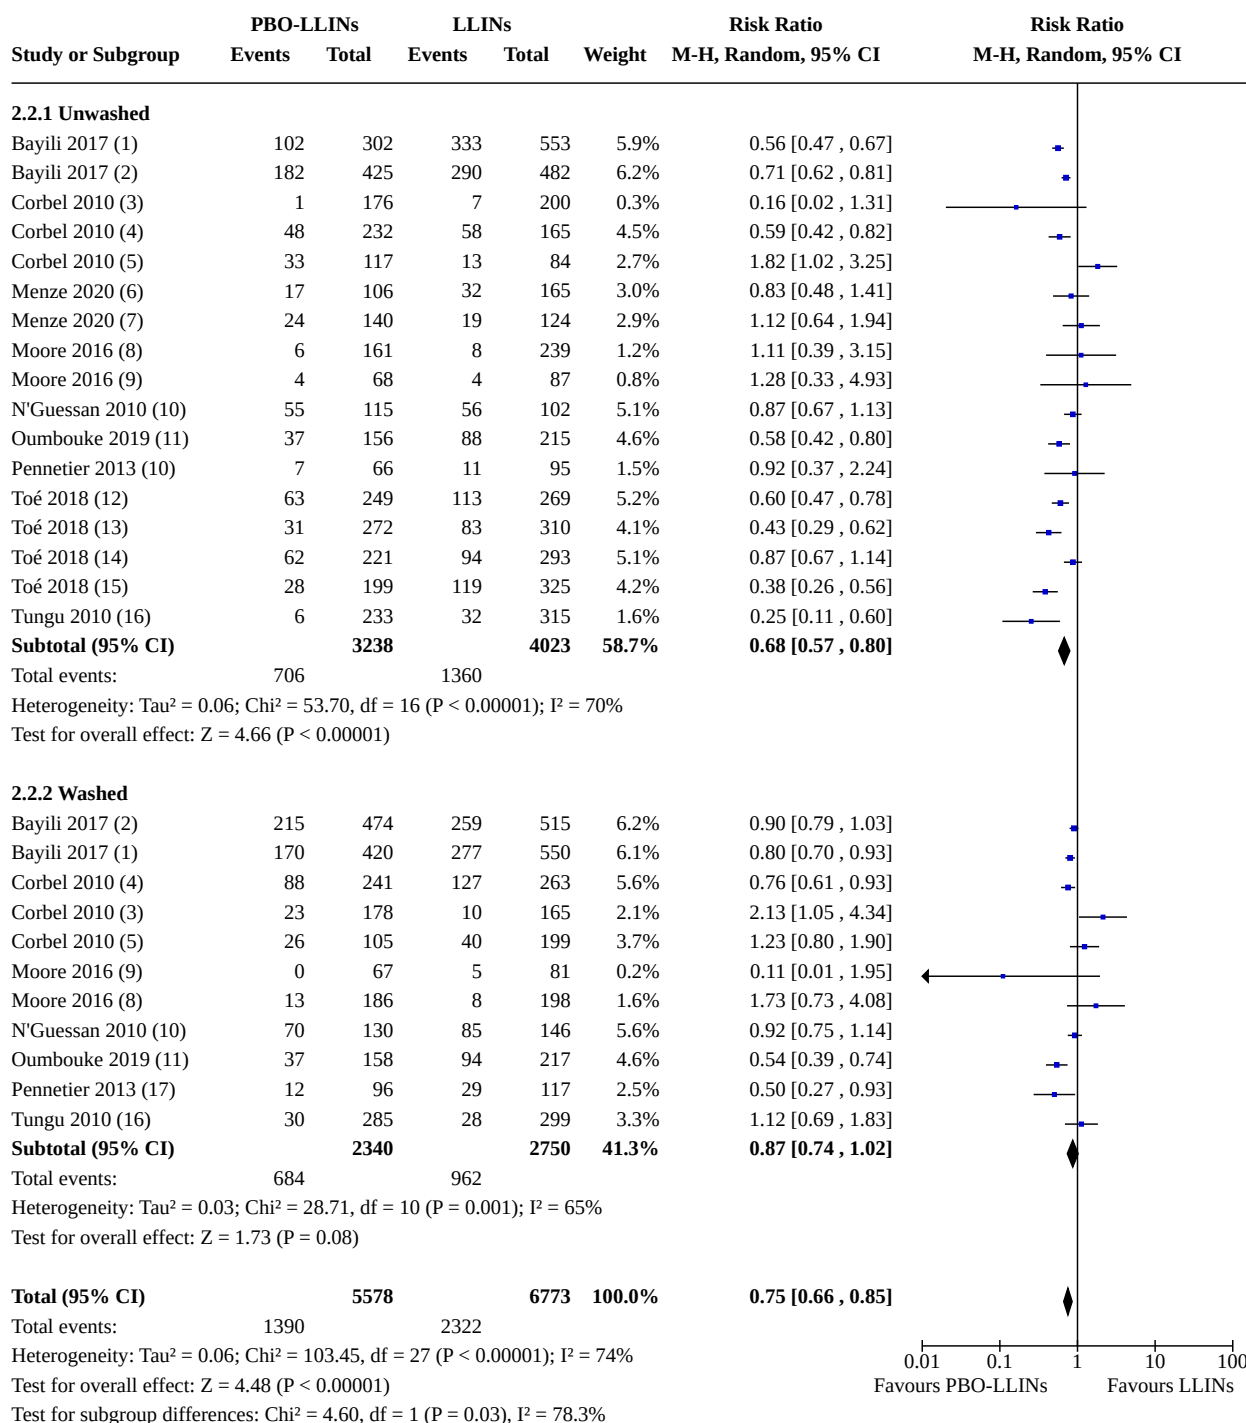 PBO-LLINs LLINs Risk Ratio Risk Ratio
Study or Subgroup Events Total Events Total Weight M-H, Random, 95% CI M-H, Random, 95% CI
2.2.1 Unwashed
Bayili 2017 (1) 102 302 333 553 5.9% 0.56 [0.47 , 0.67]
Bayili 2017 (2) 182 425 290 482 6.2% 0.71 [0.62 , 0.81]
Corbel 2010 (3) 1 176 7 200 0.3% 0.16 [0.02 , 1.31]
Corbel 2010 (4) 48 232 58 165 4.5% 0.59 [0.42 , 0.82]
Corbel 2010 (5) 33 117 13 84 2.7% 1.82 [1.02 , 3.25]
Menze 2020 (6) 17 106 32 165 3.0% 0.83 [0.48 , 1.41]
Menze 2020 (7) 24 140 19 124 2.9% 1.12 [0.64 , 1.94]
Moore 2016 (8) 6 161 8 239 1.2% 1.11 [0.39 , 3.15]
Moore 2016 (9) 4 68 4 87 0.8% 1.28 [0.33 , 4.93]
N'Guessan 2010 (10) 55 115 56 102 5.1% 0.87 [0.67 , 1.13]
Oumbouke 2019 (11) 37 156 88 215 4.6% 0.58 [0.42 , 0.80]
Pennetier 2013 (10) 7 66 11 95 1.5% 0.92 [0.37 , 2.24]
Toé 2018 (12) 63 249 113 269 5.2% 0.60 [0.47 , 0.78]
Toé 2018 (13) 31 272 83 310 4.1% 0.43 [0.29 , 0.62]
Toé 2018 (14) 62 221 94 293 5.1% 0.87 [0.67 , 1.14]
Toé 2018 (15) 28 199 119 325 4.2% 0.38 [0.26 , 0.56]
Tungu 2010 (16) 6 233 32 315 1.6% 0.25 [0.11 , 0.60]
Subtotal (95% CI) 3238 4023 58.7% 0.68 [0.57 , 0.80]
Total events: 706 1360
Heterogeneity: Tau² = 0.06; Chi² = 53.70, df = 16 (P < 0.00001); I² = 70%
Test for overall effect: Z = 4.66 (P < 0.00001)
2.2.2 Washed
Bayili 2017 (2) 215 474 259 515 6.2% 0.90 [0.79 , 1.03]
Bayili 2017 (1) 170 420 277 550 6.1% 0.80 [0.70 , 0.93]
Corbel 2010 (4) 88 241 127 263 5.6% 0.76 [0.61 , 0.93]
Corbel 2010 (3) 23 178 10 165 2.1% 2.13 [1.05 , 4.34]
Corbel 2010 (5) 26 105 40 199 3.7% 1.23 [0.80 , 1.90]
Moore 2016 (9) 0 67 5 81 0.2% 0.11 [0.01 , 1.95]
Moore 2016 (8) 13 186 8 198 1.6% 1.73 [0.73 , 4.08]
N'Guessan 2010 (10) 70 130 85 146 5.6% 0.92 [0.75 , 1.14]
Oumbouke 2019 (11) 37 158 94 217 4.6% 0.54 [0.39 , 0.74]
Pennetier 2013 (17) 12 96 29 117 2.5% 0.50 [0.27 , 0.93]
Tungu 2010 (16) 30 285 28 299 3.3% 1.12 [0.69 , 1.83]
Subtotal (95% CI) 2340 2750 41.3% 0.87 [0.74 , 1.02]
Total events: 684 962
Heterogeneity: Tau² = 0.03; Chi² = 28.71, df = 10 (P = 0.001); I² = 65%
Test for overall effect: Z = 1.73 (P = 0.08)
Total (95% CI) 5578 6773 100.0% 0.75 [0.66 , 0.85]
Total events: 1390 2322
Heterogeneity: Tau² = 0.06; Chi² = 103.45, df = 27 (P < 0.00001); I² = 74%
0.01 0.1 1 10 100
Test for overall effect: Z = 4.48 (P < 0.00001) Favours PBO-LLINs Favours LLINs
Test for subgroup differences: Chi² = 4.60, df = 1 (P = 0.03), I² = 78.3%